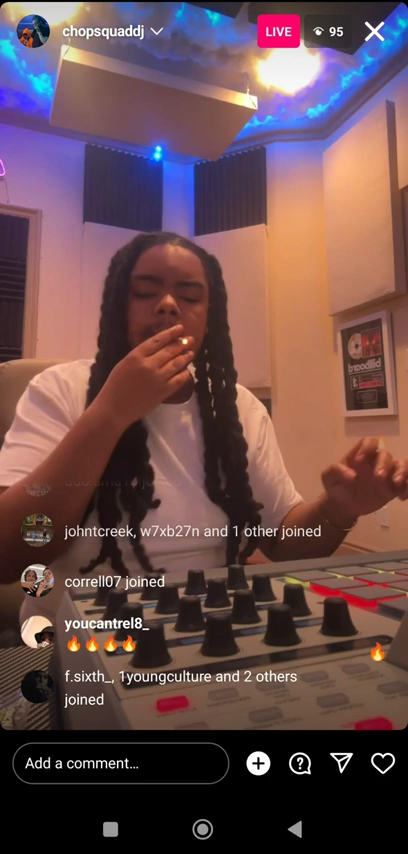 chopsquaddj
LIVE
95
johntcreek, w7xb27n and 1 other joined
correll07 joined
youcantrel8_
🔥🔥🔥🔥
f.sixth_, 1youngculture and 2 others
joined
Add a comment...